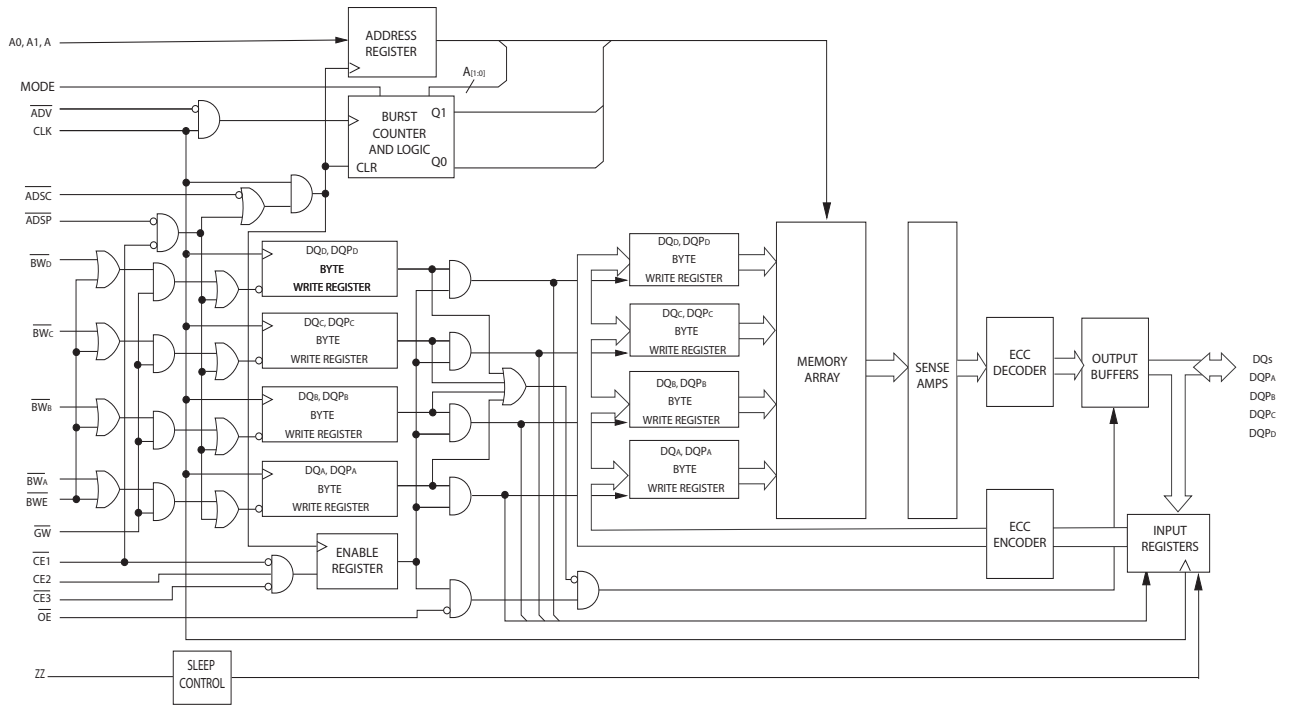 A0, A1, A
ADDRESS
REGISTER
MODE
A[1:0]
ADV
CLK
BURST
COUNTER
AND LOGIC
CLR
Q1
Q0
ADSC
ADSP
BWD
BWC
BWB
BWA
BWE
GW
CE1
CE2
CE3
OE
ZZ
DQD, DQPD
BYTE
WRITE REGISTER
DQC, DQPC
BYTE
WRITE REGISTER
DQB, DQPB
BYTE
WRITE REGISTER
DQA, DQPA
BYTE
WRITE REGISTER
ENABLE
REGISTER
SLEEP
CONTROL
DQD, DQPD
BYTE
WRITE REGISTER
DQC, DQPC
BYTE
WRITE REGISTER
DQB, DQPB
BYTE
WRITE REGISTER
DQA, DQPA
BYTE
WRITE REGISTER
MEMORY
ARRAY
SENSE
AMPS
ECC
DECODER
OUTPUT
BUFFERS
ECC
ENCODER
INPUT
REGISTERS
DQs
DQPA
DQPB
DQPC
DQPD